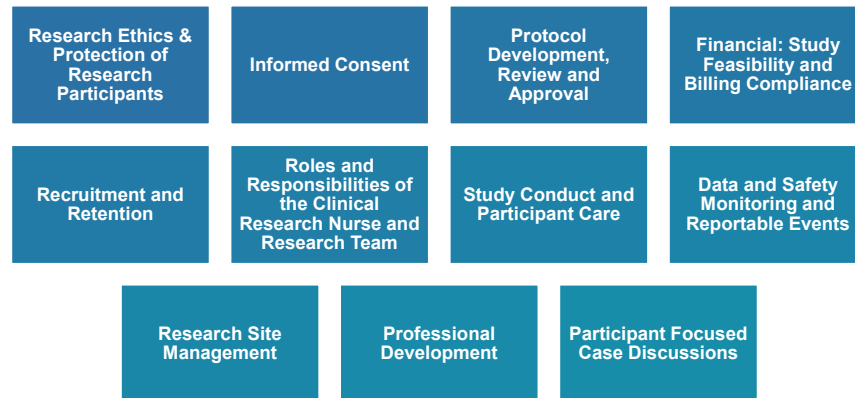 Research Ethics &
Protection of
Research
Participants
Informed Consent
Protocol
Development,
Review and
Approval
Financial: Study
Feasibility and
Billing Compliance
Recruitment and
Retention
Roles and
Responsibilities of
the Clinical
Research Nurse and
Research Team
Study Conduct and
Participant Care
Data and Safety
Monitoring and
Reportable Events
Research Site
Management
Professional
Development
Participant Focused
Case Discussions